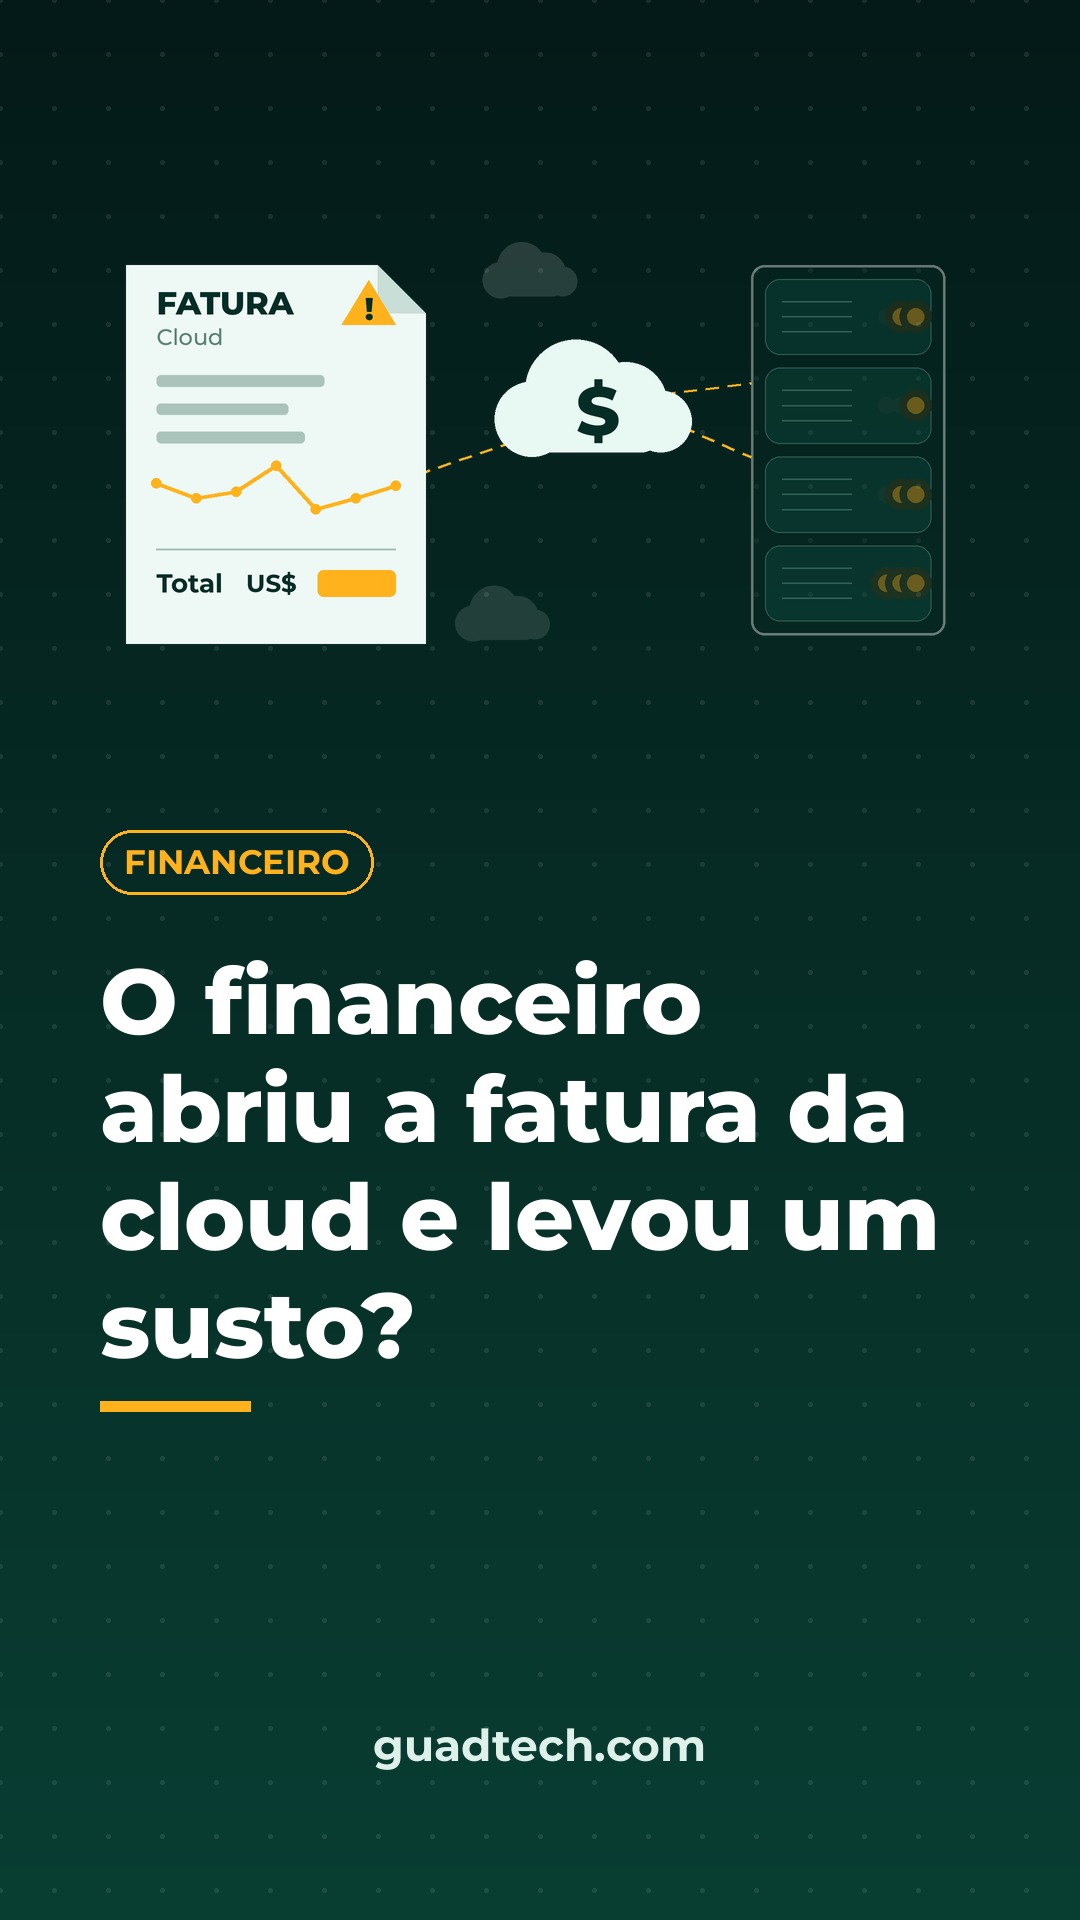 FATURA
!
Cloud
$
Total US$
FINANCEIRO
O financeiro
abriu a fatura da
cloud e levou um
susto?
guadtech.com